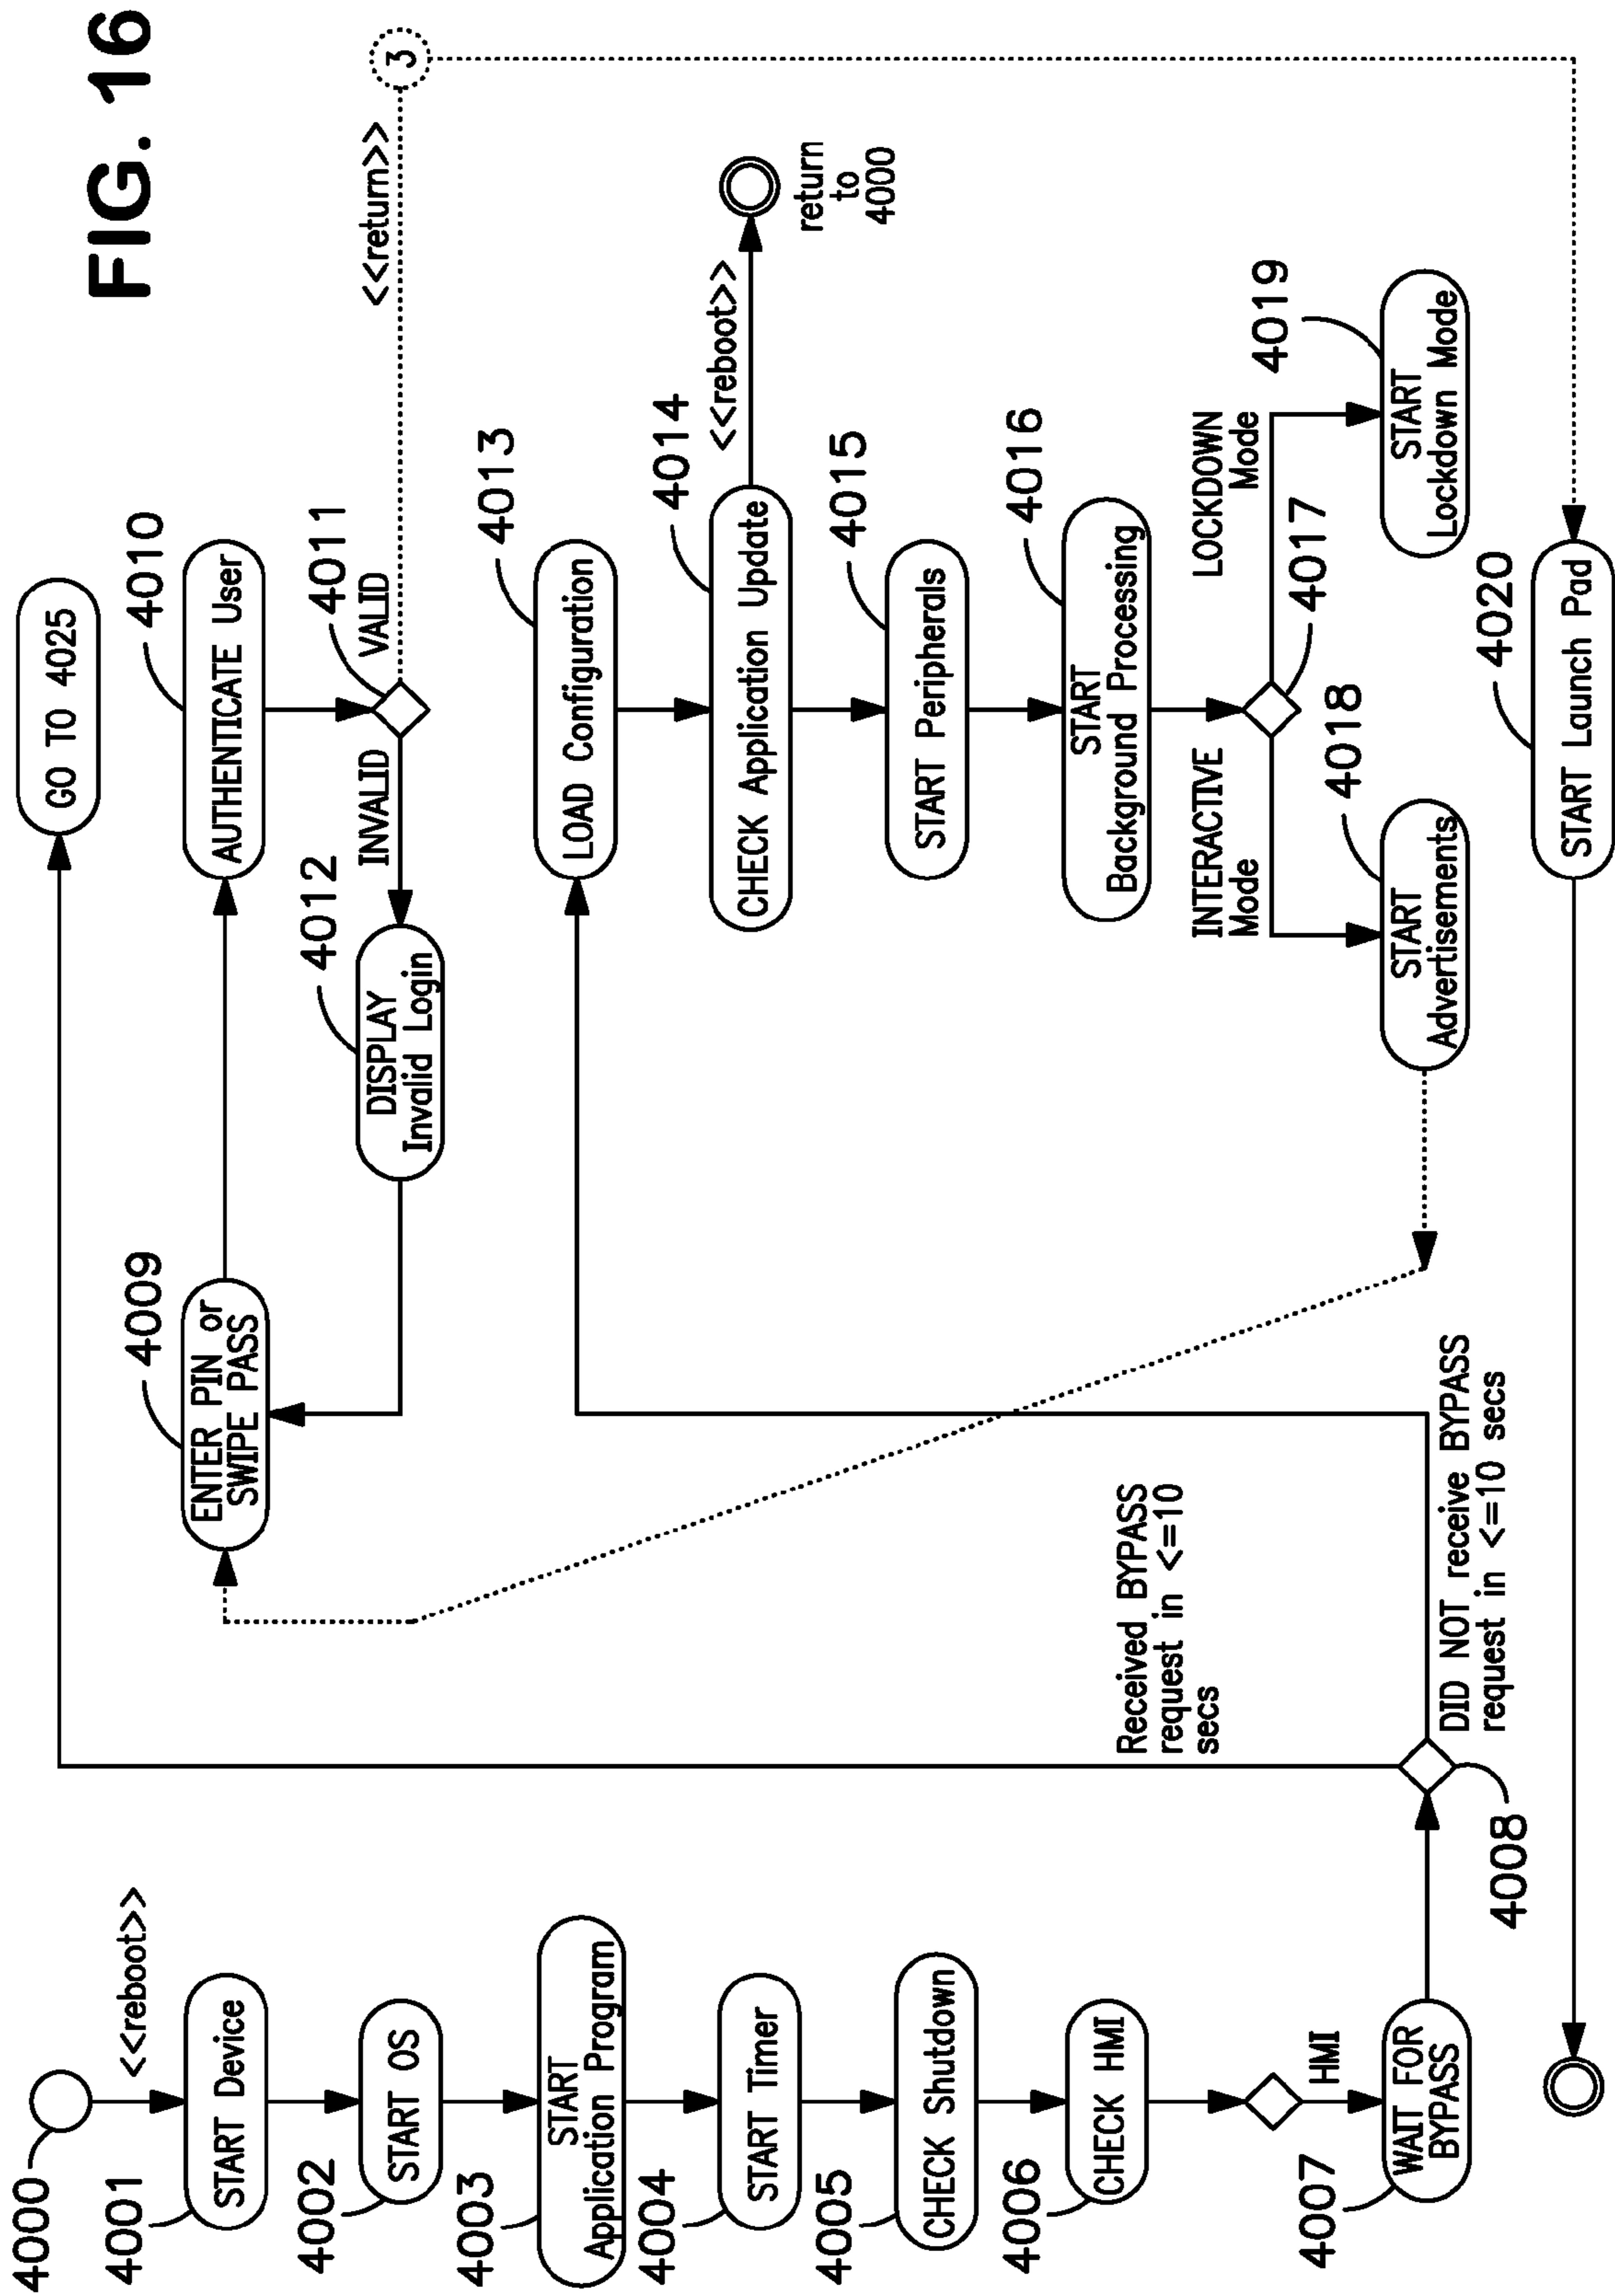 FIG. 16
4000
<<reboot>>
4001
START Device
4002
START OS
4003
START
Application Program
4004
START Timer
4005
CHECK Shutdown
4006
CHECK HMI
HMI
4007
WAIT FOR
BYPASS
4008
Received BYPASS
request in <=10
secs
DID NOT receive BYPASS
request in <=10 secs
GO TO 4025
4009
ENTER PIN or
SWIPE PASS
4010
AUTHENTICATE User
4011
INVALID
VALID
4012
DISPLAY
Invalid Login
<<return>>
3
4013
LOAD Configuration
4014
CHECK Application Update
<<reboot>>
return
to
4000
4015
START Peripherals
4016
START
Background Processing
4017
INTERACTIVE
Mode
LOCKDOWN
Mode
4018
START
Advertisements
4019
START
Lockdown Mode
4020
START Launch Pad